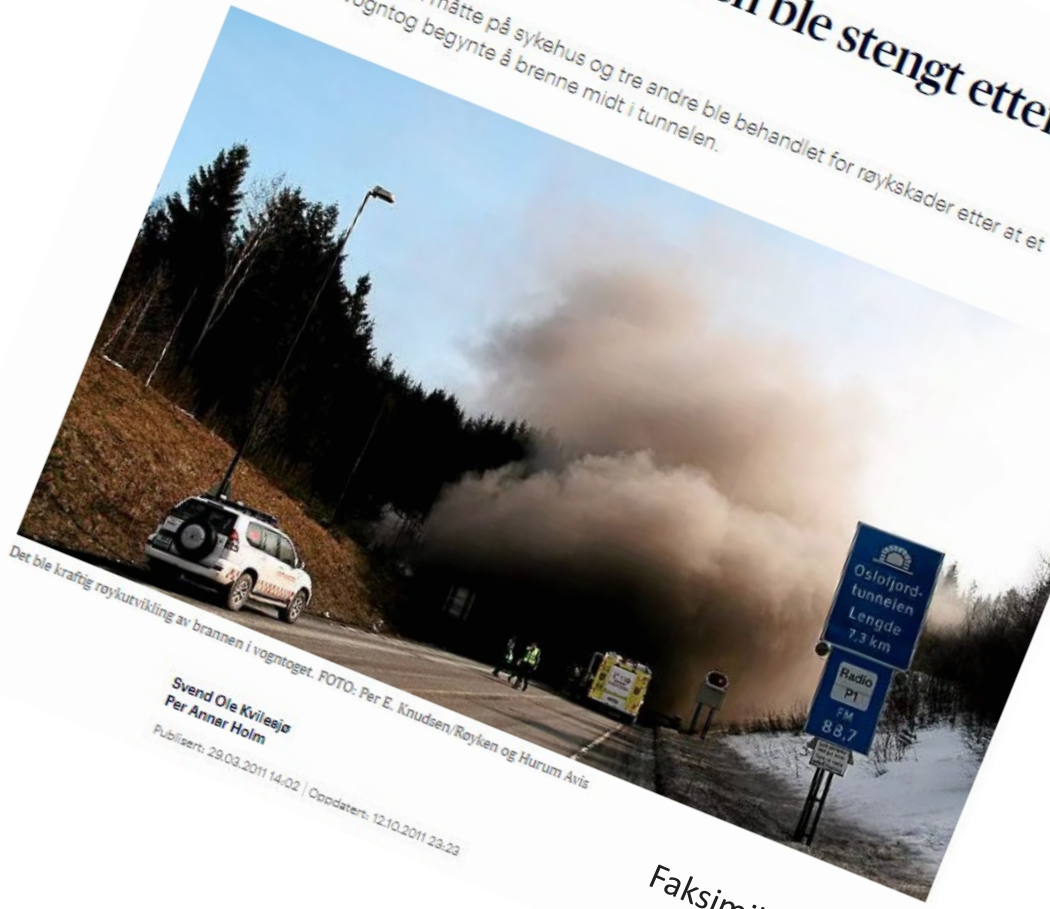 ble stengt etter
måtte på sykehus og tre andre ble behandlet for røykskader etter at et
vogntog begynte å brenne midt i tunnelen.
Oslofjord-
tunnelen
Lengde
7,3 km
Radio
P1
FM
88,7
Det ble kraftig røykutvikling av brannen i vogntoget. FOTO: Per E. Knudsen/Røyken og Hurum Avis
Svend Ole Kvilesjø
Per Annar Holm
Publisert: 29.03.2011 14:02 | Oppdatert: 12.10.2011 23:23